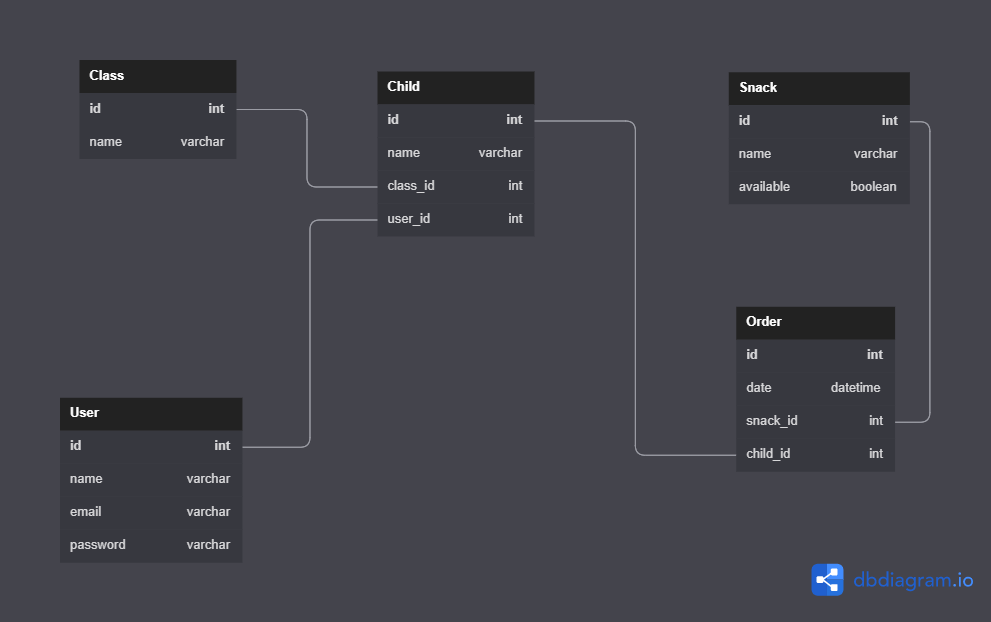 Class
id int
name varchar
Child
id int
name varchar
class_id int
user_id int
Snack
id int
name varchar
available boolean
User
id int
name varchar
email varchar
password varchar
Order
id int
date datetime
snack_id int
child_id int
dbdiagram.io